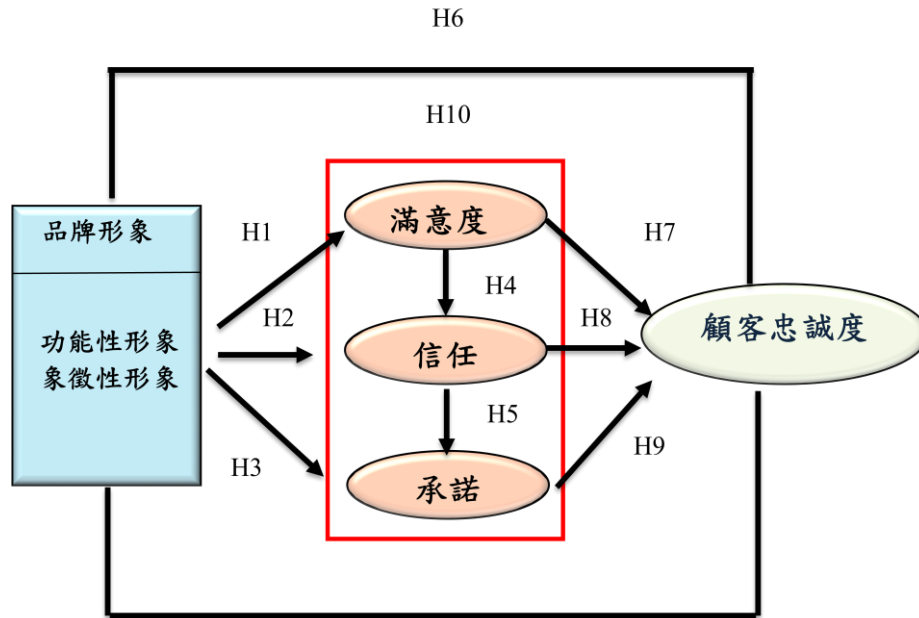 H6
H10
品牌形象
功能性形象
象徵性形象
H1
H2
H3
滿意度
H4
信任
H5
承諾
H7
H8
H9
顧客忠誠度